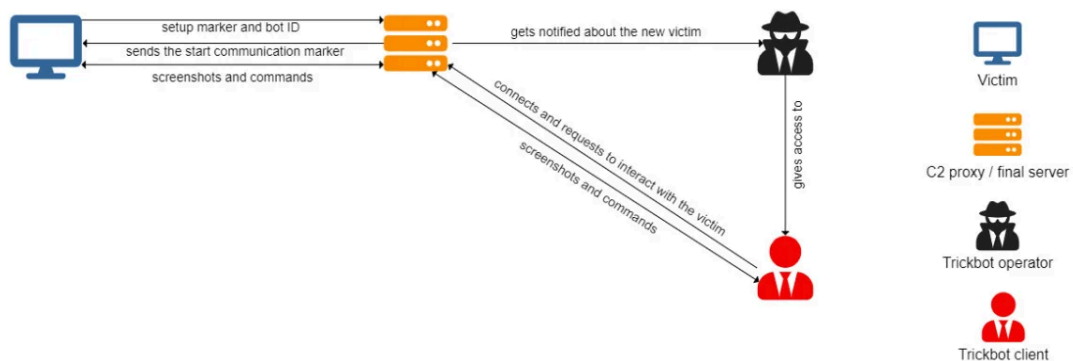 setup marker and bot ID
sends the start communication marker
screenshots and commands
gets notified about the new victim
connects and requests to interact with the victim
screenshots and commands
gives access to
Victim
C2 proxy / final server
Trickbot operator
Trickbot client